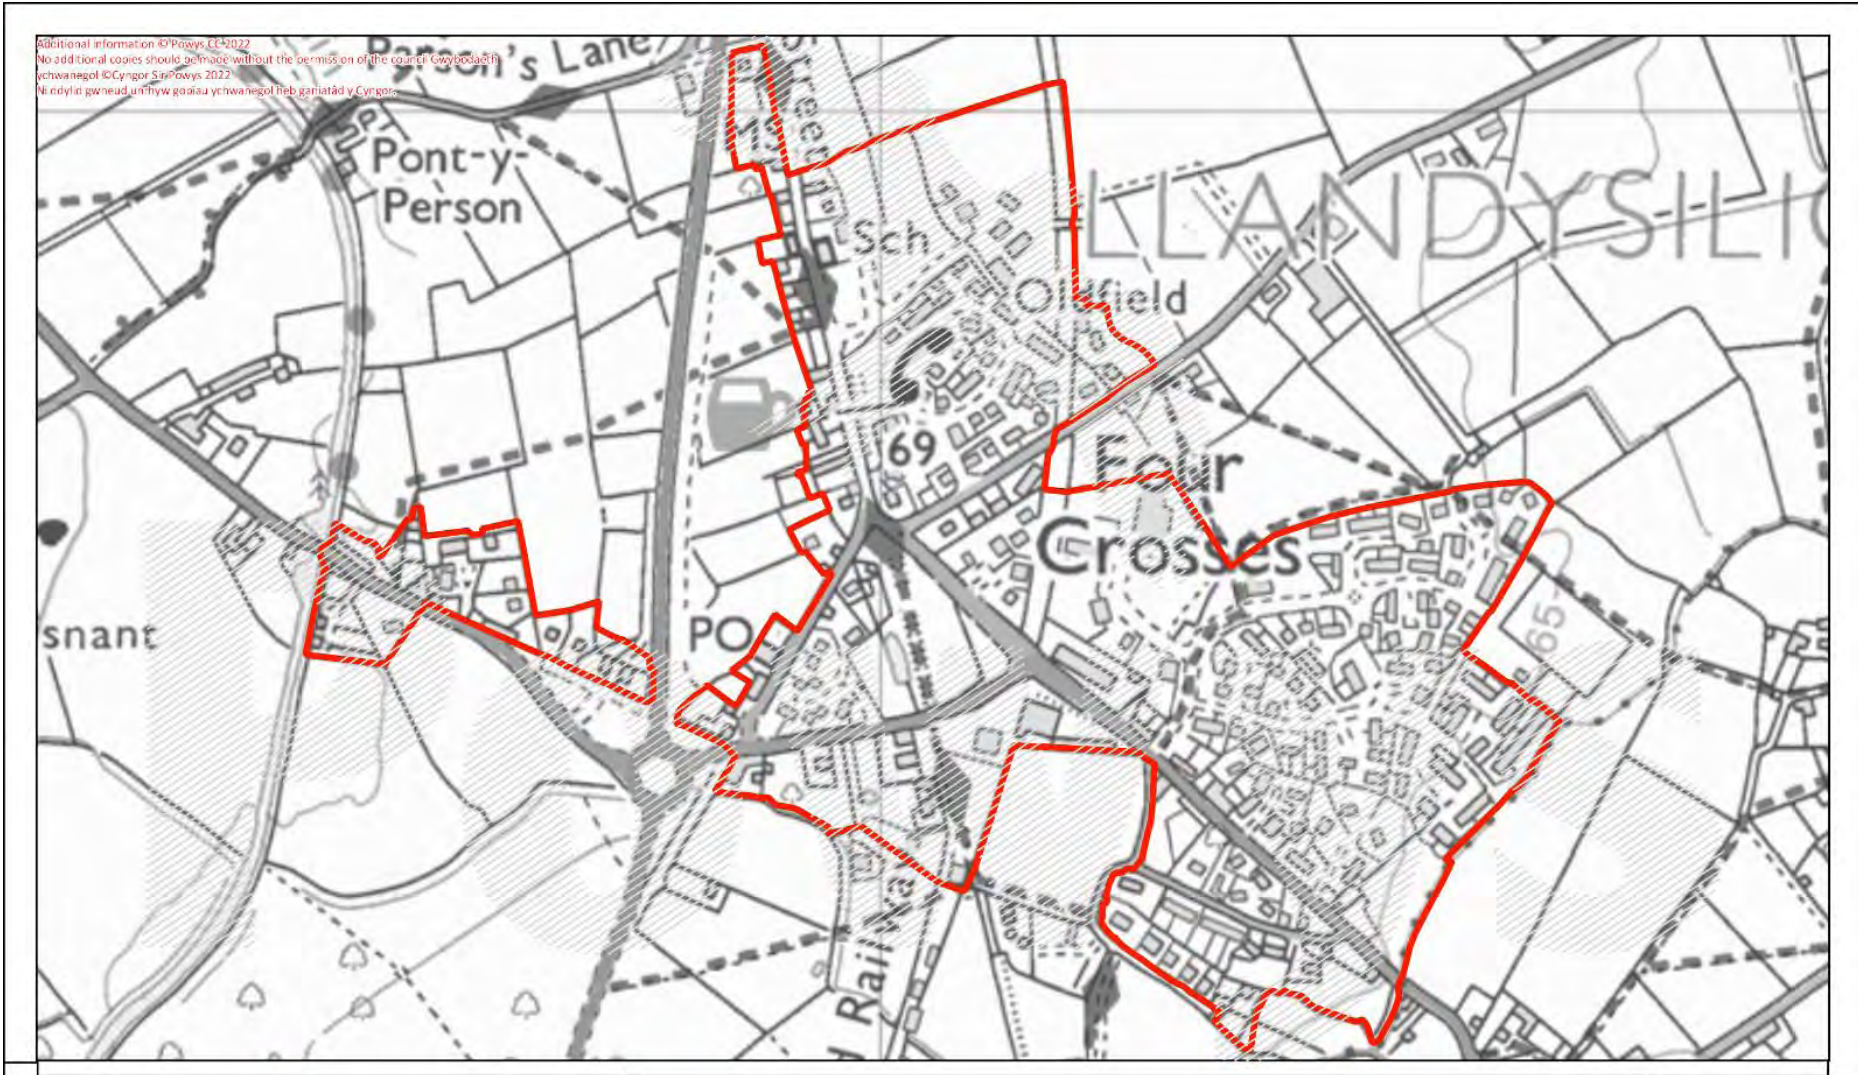 Additional Information © Powys CC 2022
No additional copies should be made without the permission of the council Gwybodaeth
ychwanegol ©Cyngor Sir Powys 2022
Ni ddylid gwneud unrhyw gopïau ychwanegol heb ganiatâd y Cyngor.
Parson's Lane
Pont-y-
Person
Sch
LLANDYSILIO
Oldfield
69
Four
Crosses
snant
PO
65